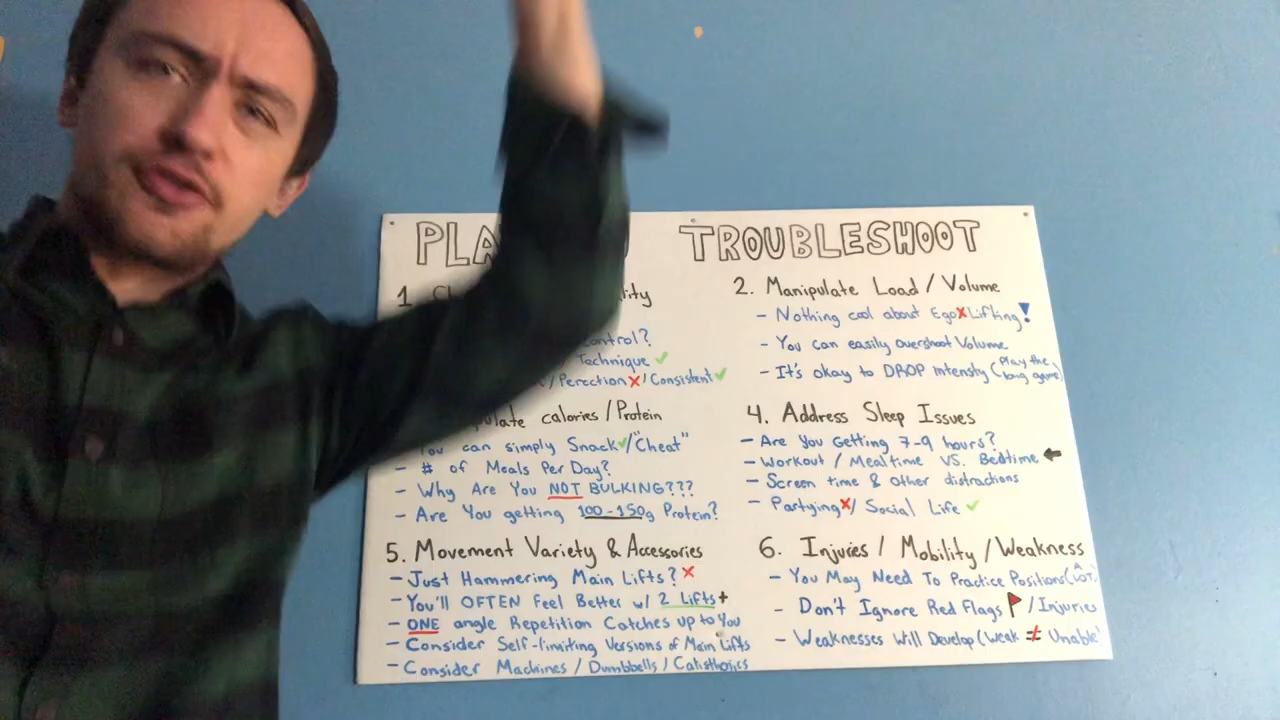 TROUBLESHOOT
1.
Technique ✓
/ Perection X / Consistent ✓
calories / Protein
You can simply Snack ✓ / "Cheat"
- # of Meals Per Day?
- Why Are You NOT BULKING???
- Are You getting 100-150g Protein?
5. Movement Variety & Accessories
- Just Hammering Main Lifts? X
- You'll OFTEN Feel Better w/ 2 Lifts +
- ONE angle Repetition Catches up to You
- Consider Self-limiting Versions of Main Lifts
- Consider Machines / Dumbbells /
2. Manipulate Load / Volume
- Nothing cool about Ego X Lifting!
- You can easily overshoot Volume
- It's okay to DROP intensity (Play the
long game)
4. Address Sleep Issues
- Are You Getting 7-9 hours?
- Workout / Mealtime VS. Bedtime ←
- Screen time & other distractions
- Partying X / Social Life ✓
6. Injuries / Mobility / Weakness
- You May Need To Practice Positions (A
LOT)
- Don't Ignore Red Flags / Injuries
- Weaknesses Will Develop (Weak ≠ Unable)